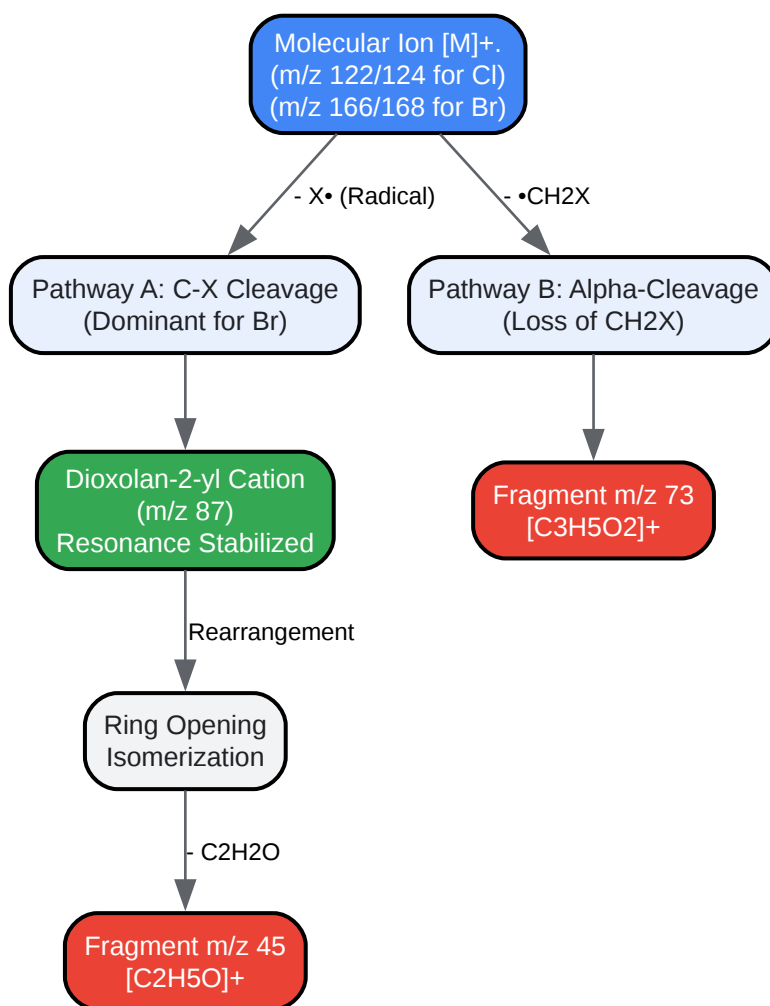 Molecular Ion [M]+.
(m/z 122/124 for Cl)
(m/z 166/168 for Br)
- X• (Radical)
- •CH2X
Pathway A: C-X Cleavage
(Dominant for Br)
Pathway B: Alpha-Cleavage
(Loss of CH2X)
Dioxolan-2-yl Cation
(m/z 87)
Resonance Stabilized
Fragment m/z 73
[C3H5O2]+
Rearrangement
Ring Opening
Isomerization
- C2H2O
Fragment m/z 45
[C2H5O]+